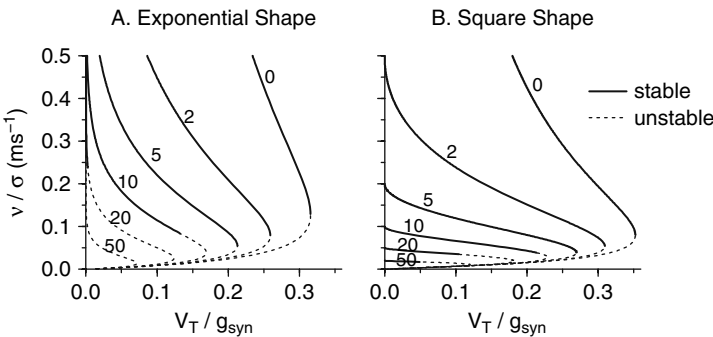 A. Exponential Shape
B. Square Shape
ν / σ (ms⁻¹)
0.5
0.4
0.3
0.2
0.1
0.0
0
2
5
10
20
50
0.0 0.1 0.2 0.3
V_T / g_syn
0
2
5
10
20
50
0.0 0.1 0.2 0.3
V_T / g_syn
stable
unstable